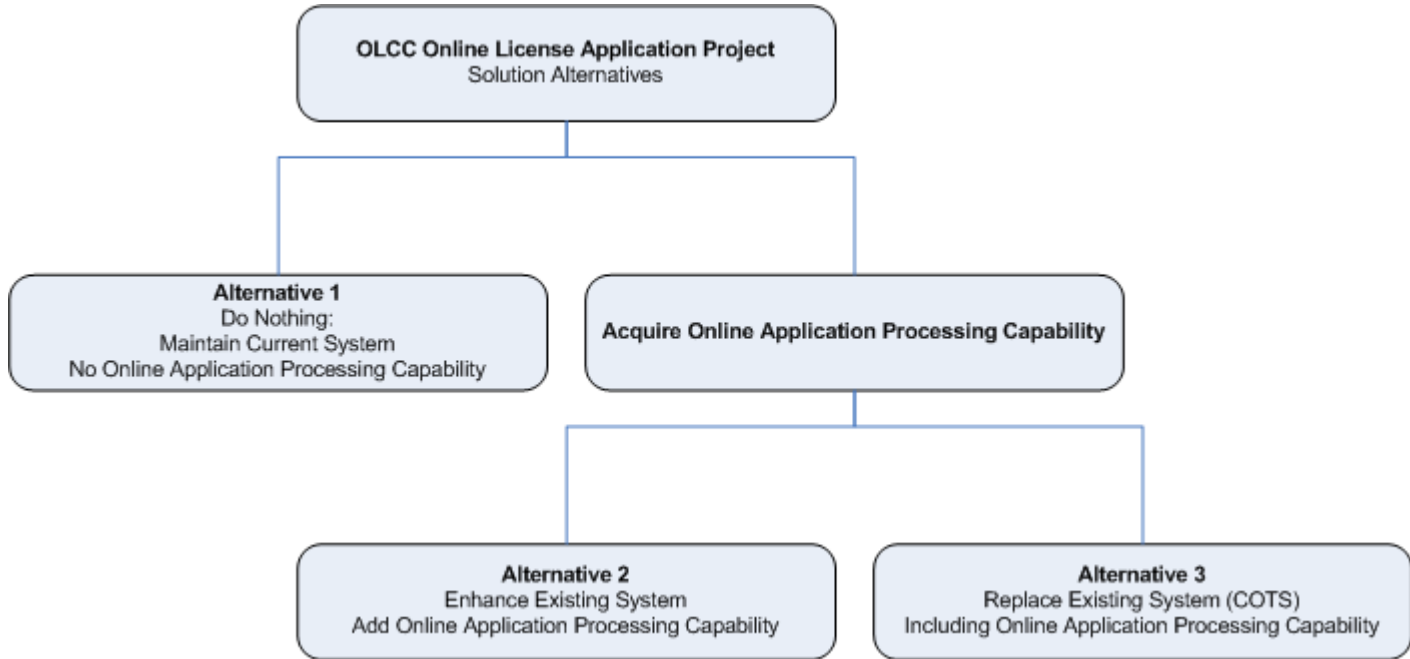 OLCC Online License Application Project
Solution Alternatives
Alternative 1
Do Nothing:
Maintain Current System
No Online Application Processing Capability
Acquire Online Application Processing Capability
Alternative 2
Enhance Existing System
Add Online Application Processing Capability
Alternative 3
Replace Existing System (COTS)
Including Online Application Processing Capability